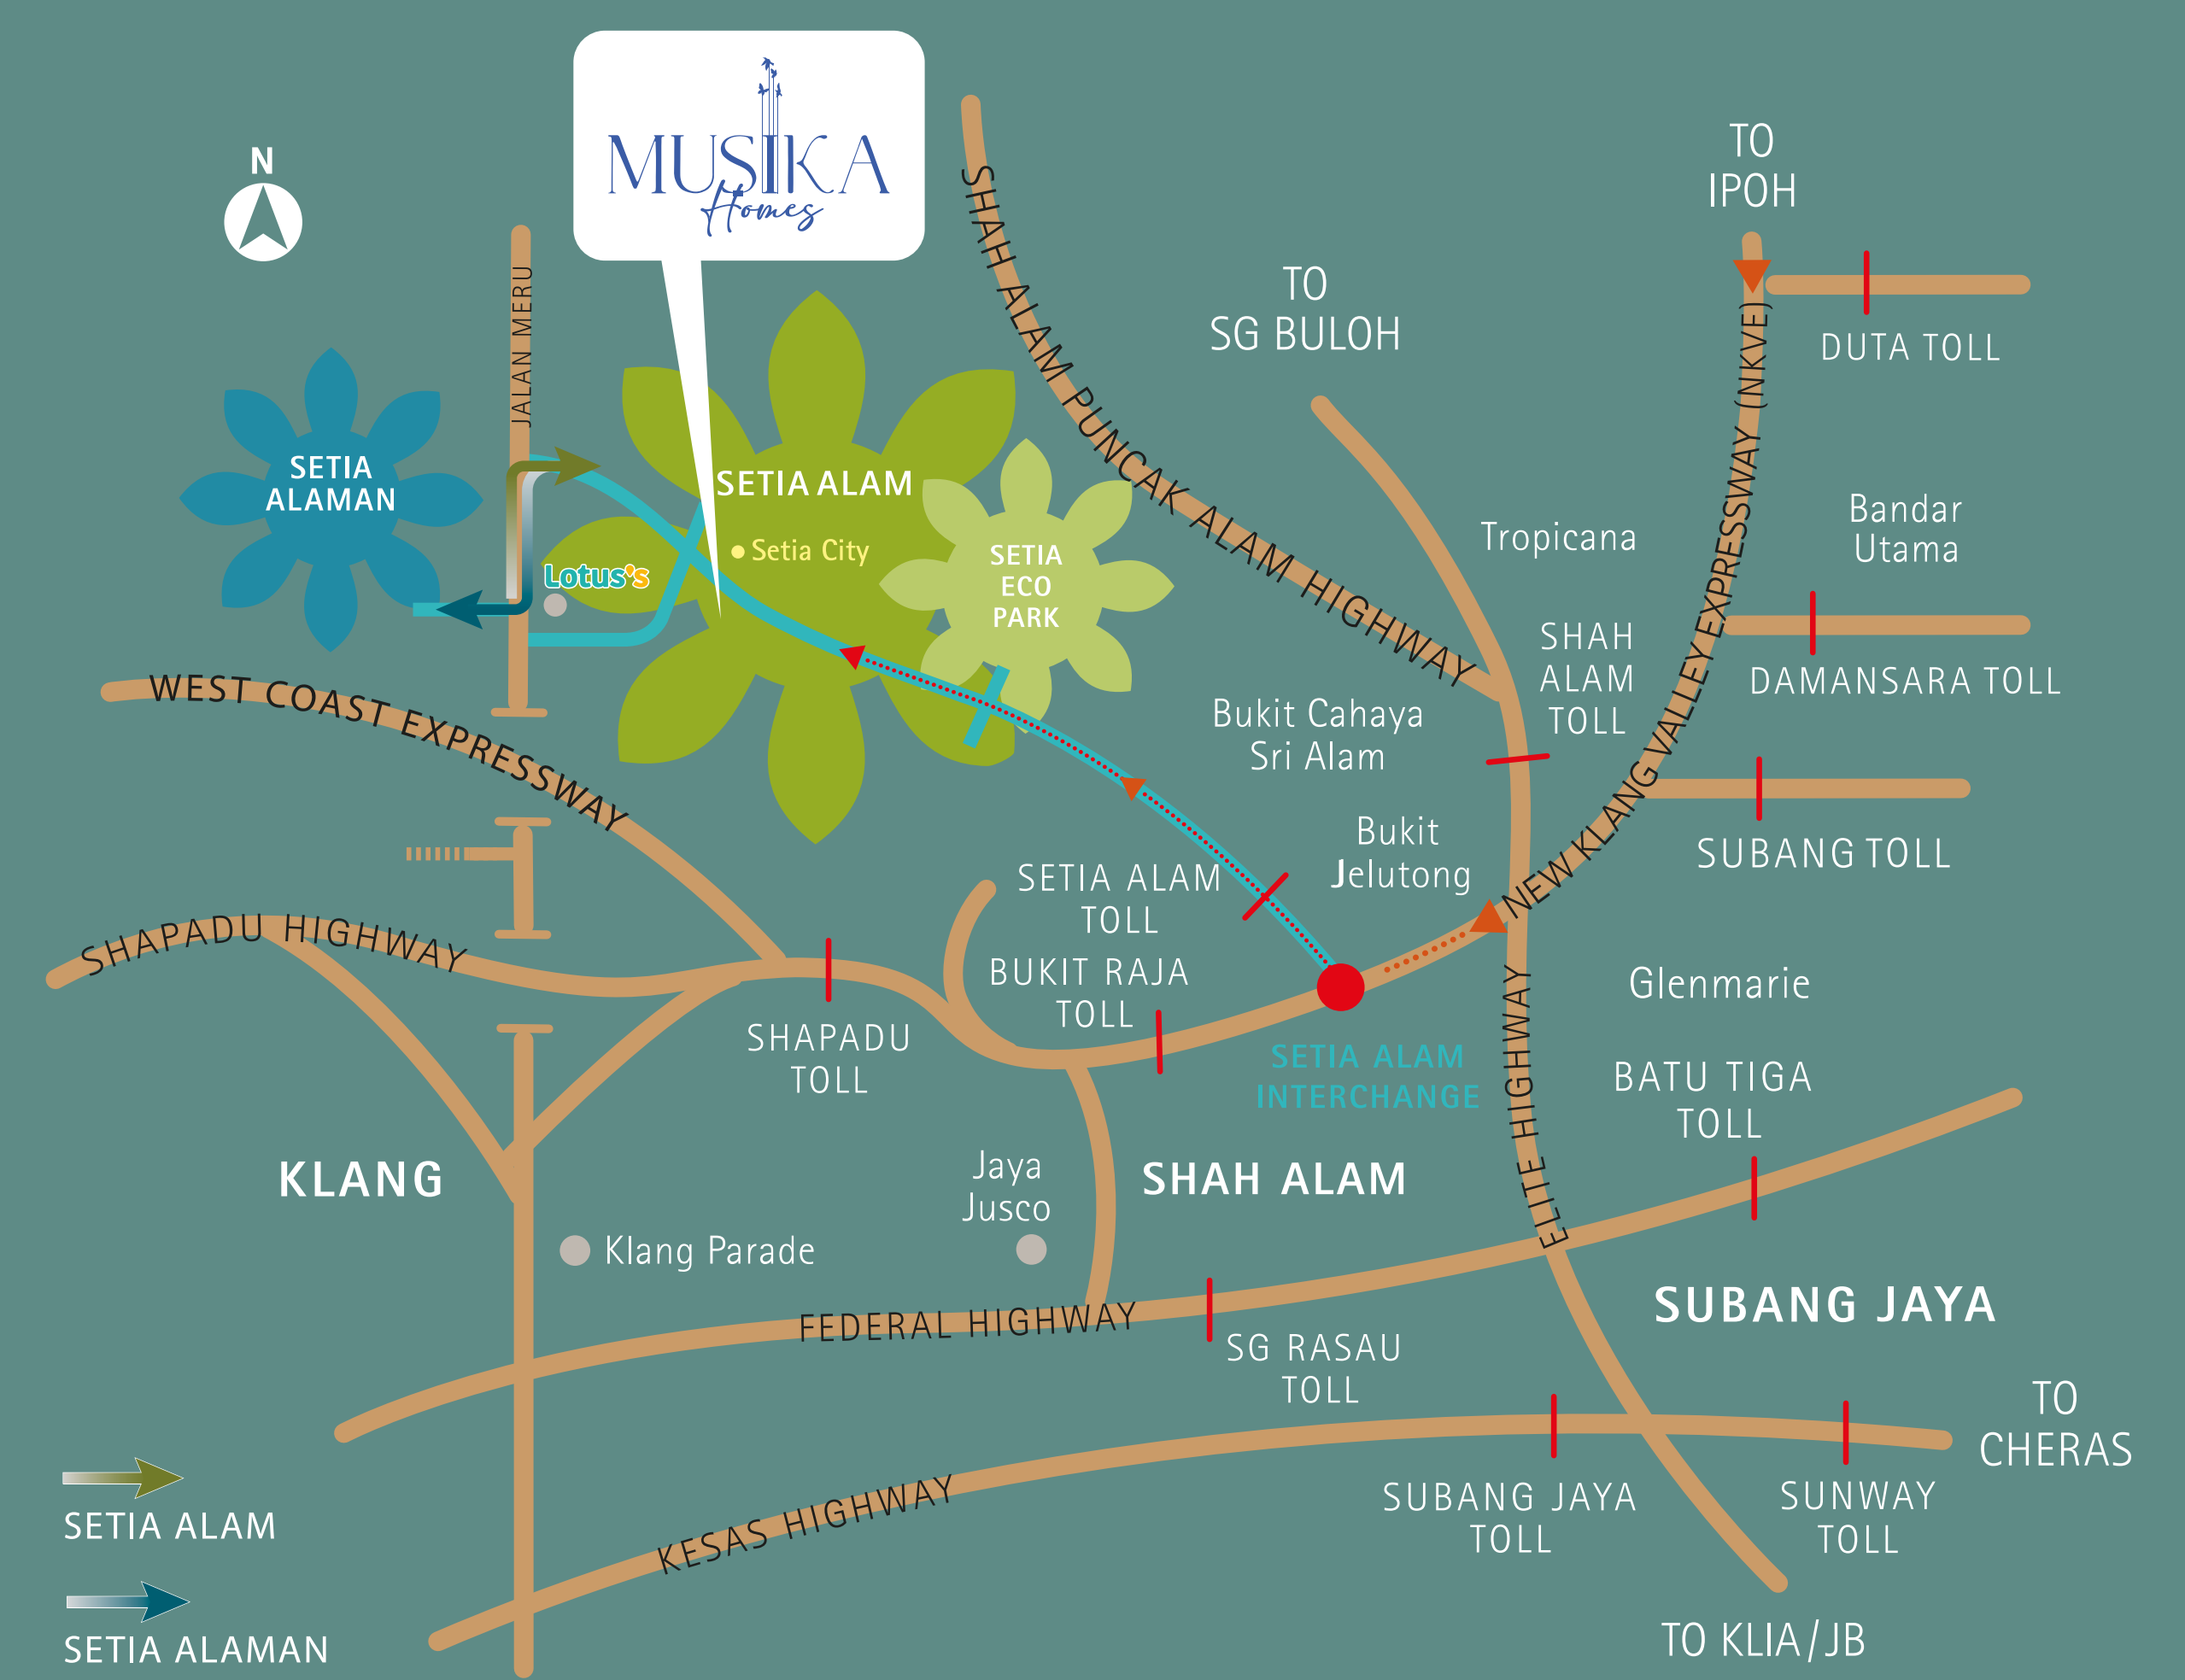 MUSIKA
Homes
N
TO
IPOH
JALAN MERU
SHAH ALAM PUNCAK ALAM HIGHWAY
TO
SG BULOH
NEW KLANG VALLEY EXPRESSWAY (NKVE)
DUTA TOLL
SETIA
ALAMAN
SETIA ALAM
Setia City
Lotus's
SETIA
ECO
PARK
Tropicana
Bandar
Utama
SHAH
ALAM
TOLL
DAMANSARA TOLL
WEST COAST EXPRESSWAY
Bukit Cahaya
Sri Alam
Bukit
Jelutong
SUBANG TOLL
SETIA ALAM
TOLL
SHAPADU HIGHWAY
BUKIT RAJA
TOLL
Glenmarie
SHAPADU
TOLL
SETIA ALAM
INTERCHANGE
ELITE HIGHWAY
BATU TIGA
TOLL
KLANG
Jaya
Jusco
SHAH ALAM
Klang Parade
FEDERAL HIGHWAY
SUBANG JAYA
SG RASAU
TOLL
TO
CHERAS
KESAS HIGHWAY
SUBANG JAYA
TOLL
SUNWAY
TOLL
SETIA ALAM
SETIA ALAMAN
TO KLIA/JB